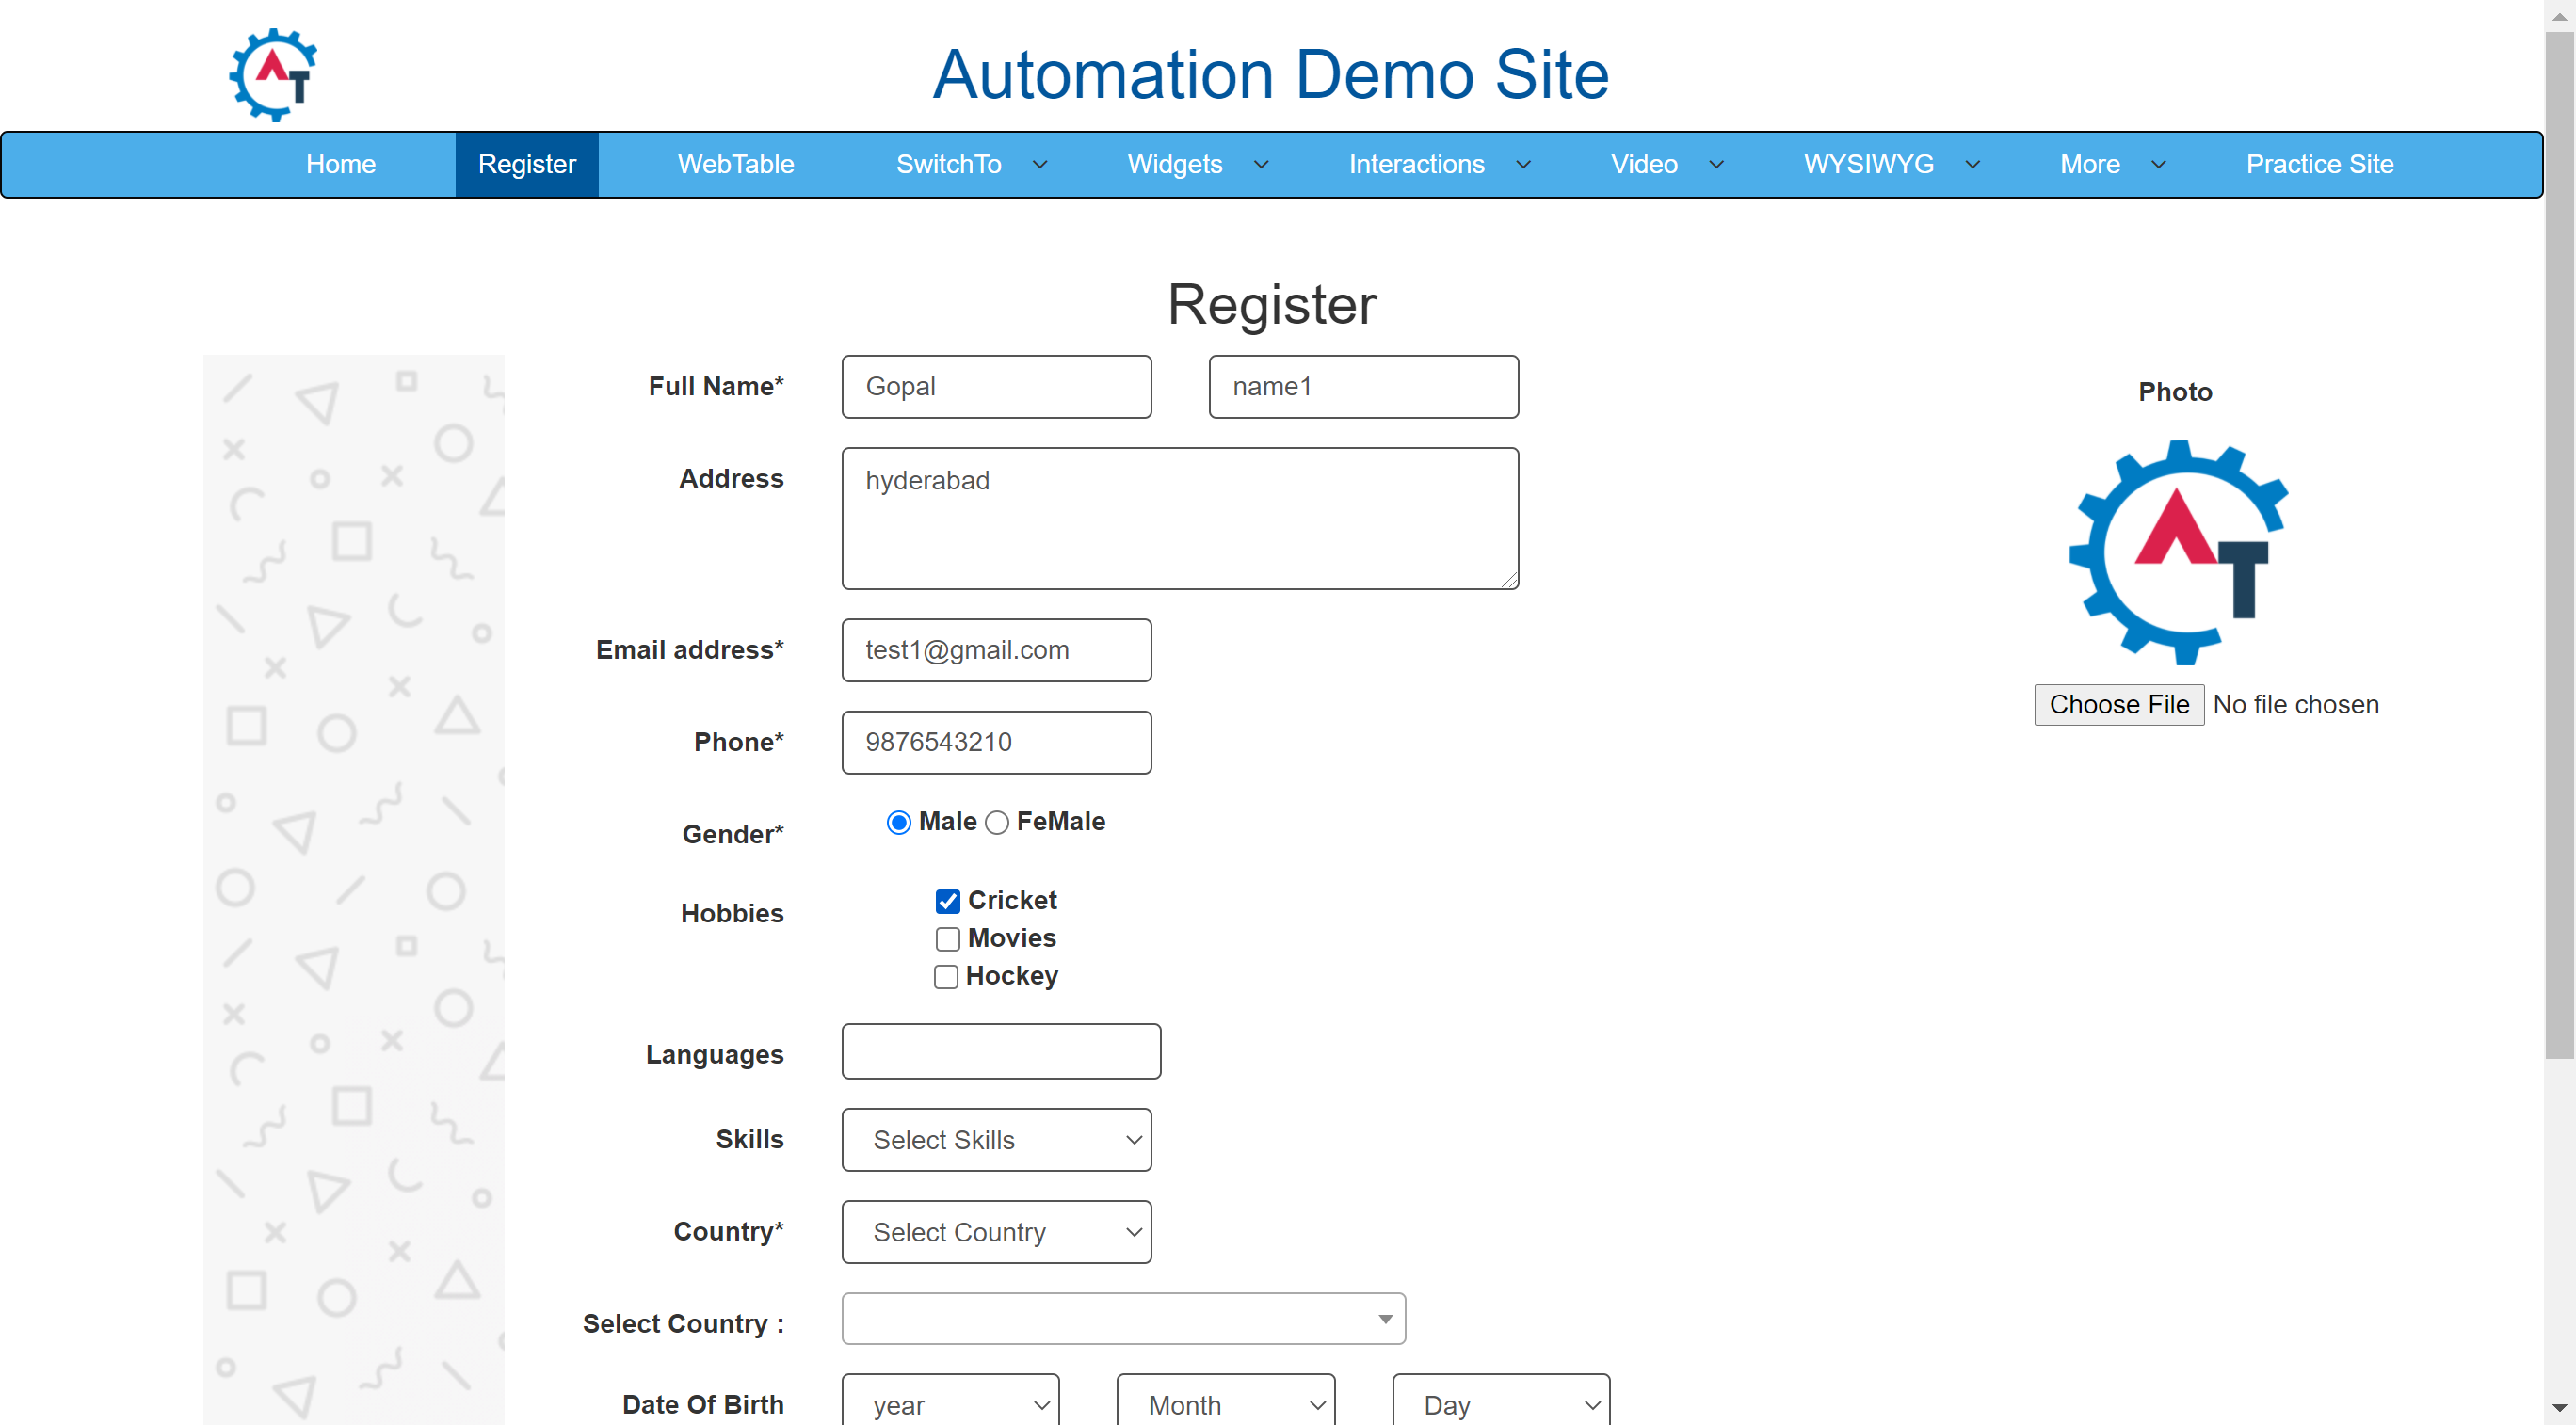 AT
Automation Demo Site
Home Register WebTable SwitchTo Widgets Interactions Video WYSIWYG More Practice Site
Register
Full Name* Gopal name1
Photo
Address hyderabad
AT
Email address* test1@gmail.com
Choose File No file chosen
Phone* 9876543210
Gender* Male FeMale
Hobbies Cricket
Movies
Hockey
Languages
Skills Select Skills
Country* Select Country
Select Country :
Date Of Birth year Month Day